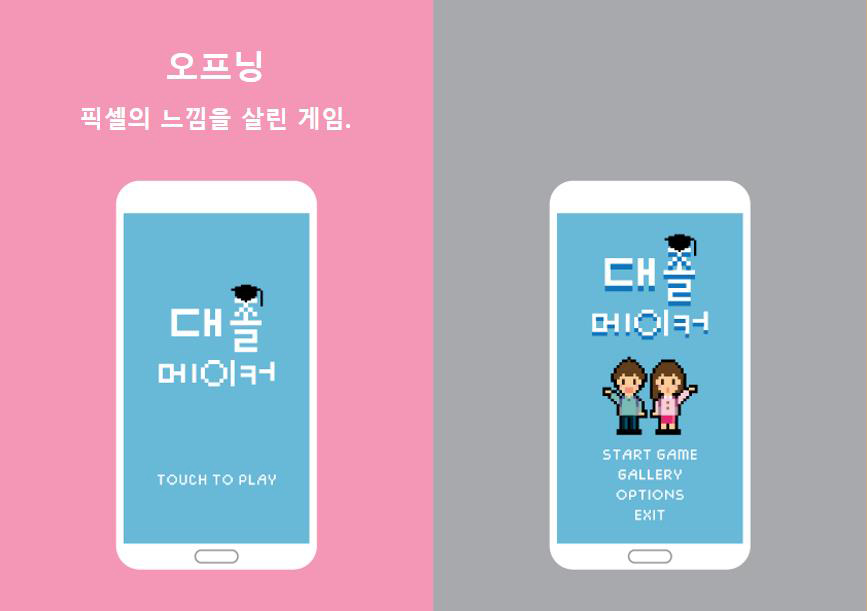 오프닝
픽셀의 느낌을 살린 게임.
대졸
메이커
TOUCH TO PLAY
대졸
메이커
START GAME
GALLERY
OPTIONS
EXIT